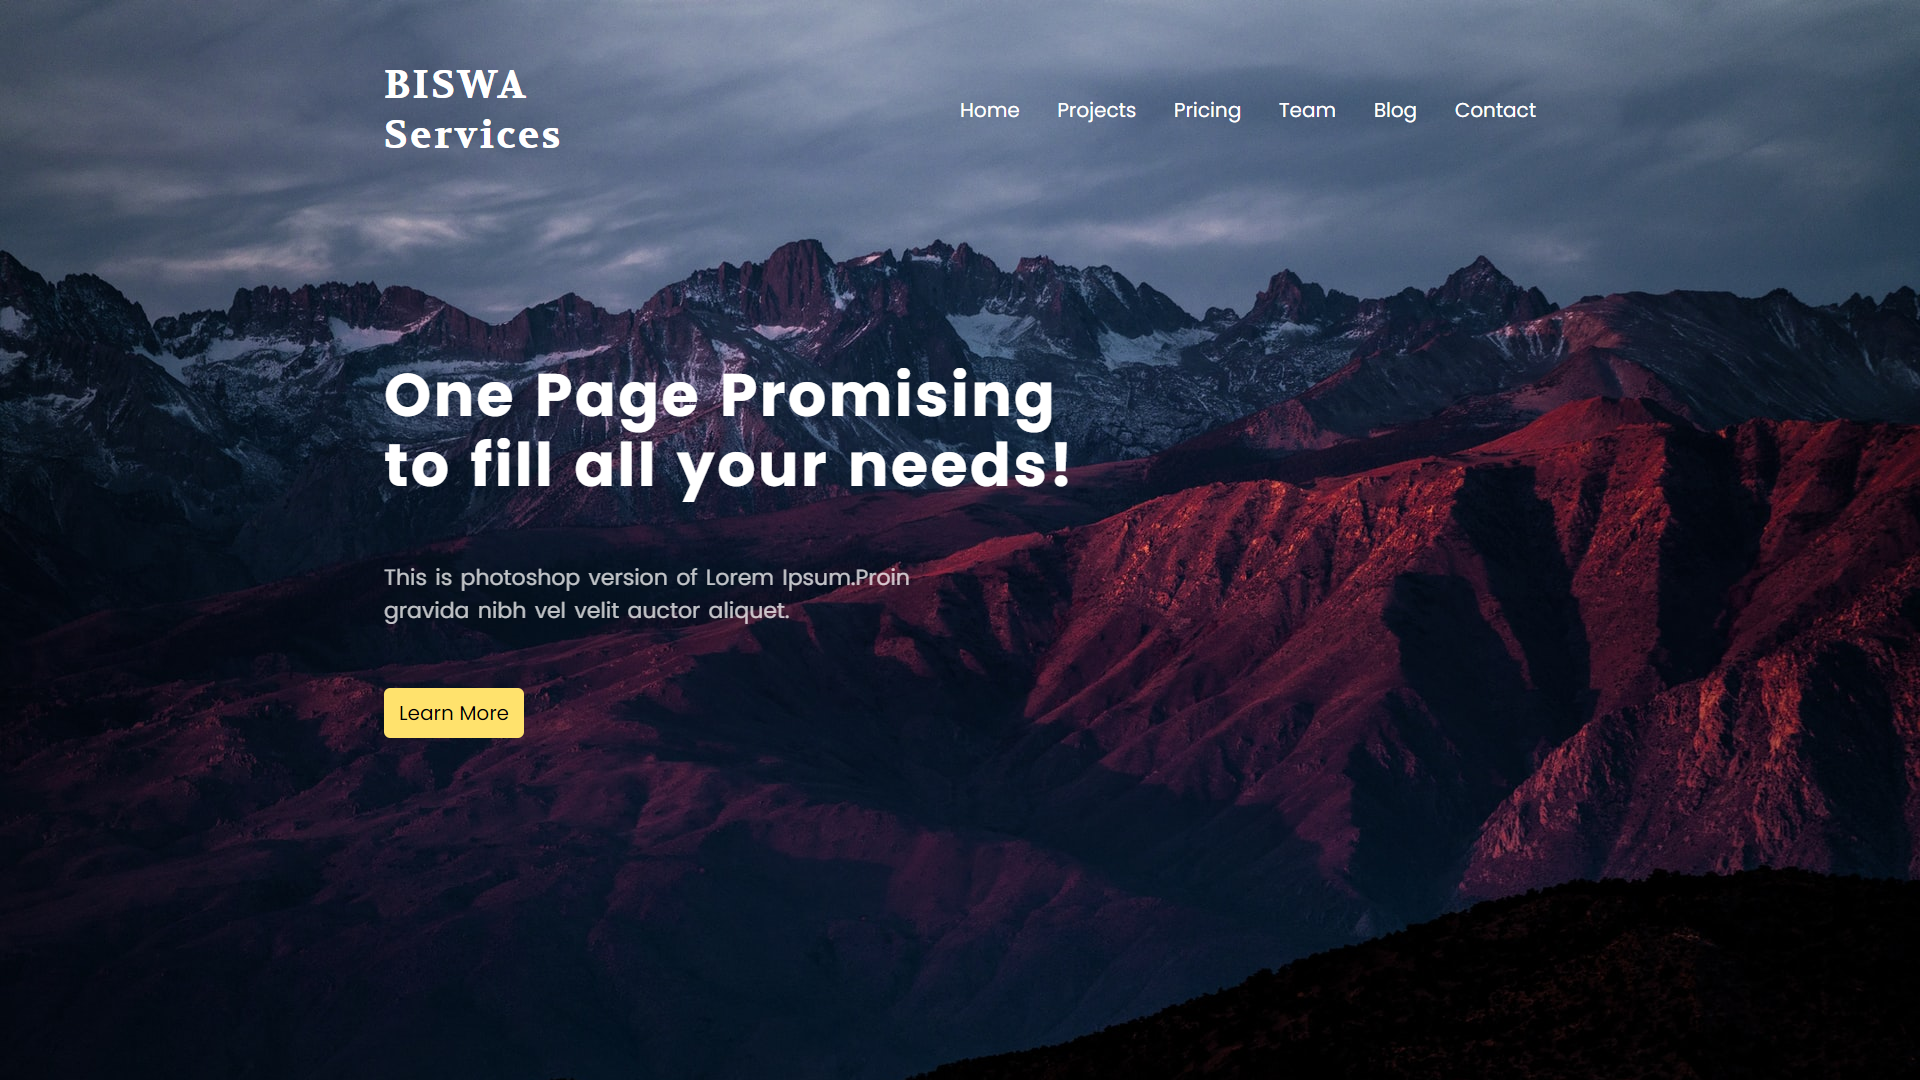 BISWA
Services
Home Projects Pricing Team Blog Contact
One Page Promising
to fill all your needs!
This is photoshop version of Lorem Ipsum.Proin
gravida nibh vel velit auctor aliquet.
Learn More